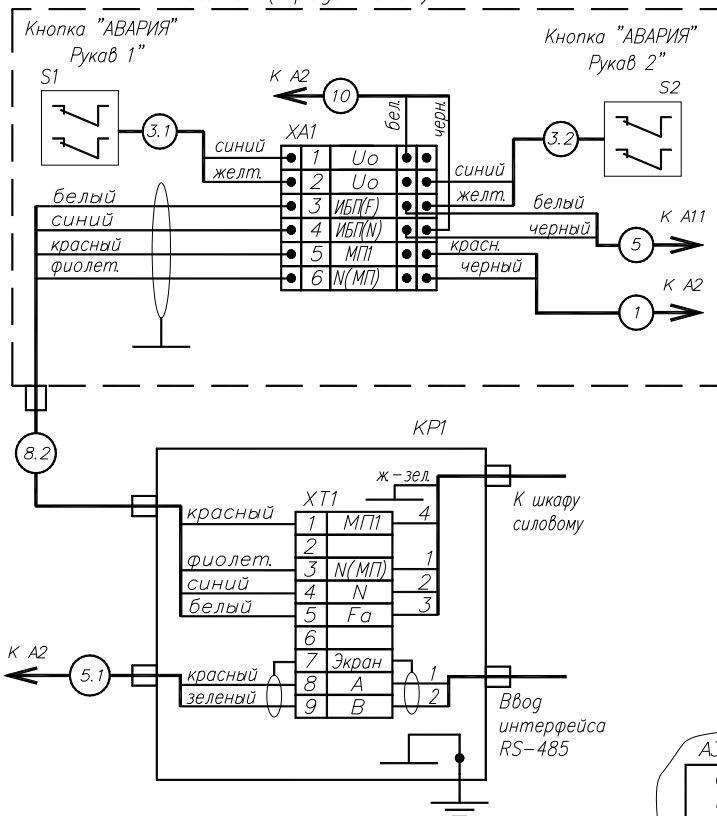 Кнопка "АВАРИЯ"
Рукав 1"
S1
Кнопка "АВАРИЯ"
Рукав 2"
S2
К А2
10
бел.
черн.
3.1
3.2
ХА1
синий
желт.
1 Uo
2 Uo
3 ИБП(F)
4 ИБП(N)
5 МП1
6 N(МП)
синий
желт.
белый
черный
красн.
черный
К А11
5
К А2
1
белый
синий
красный
фиолет.
8.2
КР1
ж.-зел.
К шкафу
силовому
ХТ1
красный
фиолет.
синий
белый
1 МП1 4
2
3 N(МП) 1
4 N 2
5 Fa 3
6
7 Экран
8 А 1
9 В 2
К А2
5.1
красный
зеленый
Ввод
интерфейса
RS-485